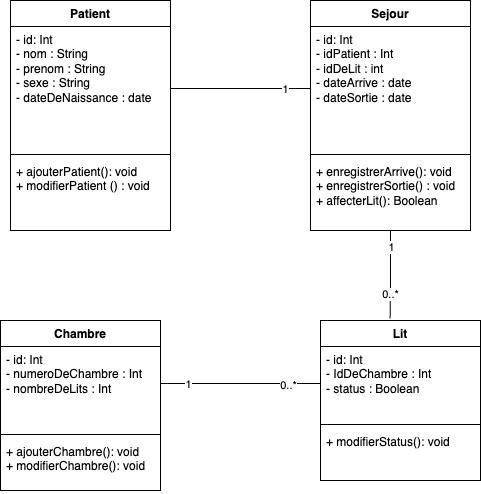 Patient
- id: Int
- nom : String
- prenom : String
- sexe : String
- dateDeNaissance : date
+ ajouterPatient(): void
+ modifierPatient () : void
Sejour
- id: Int
- idPatient : Int
- idDeLit : int
- dateArrive : date
- dateSortie : date
+ enregistrerArrive(): void
+ enregistrerSortie() : void
+ affecterLit(): Boolean
1
1
0..*
Chambre
- id: Int
- numeroDeChambre : Int
- nombreDeLits : Int
+ ajouterChambre(): void
+ modifierChambre(): void
1
0..*
Lit
- id: Int
- IdDeChambre : Int
- status : Boolean
+ modifierStatus(): void